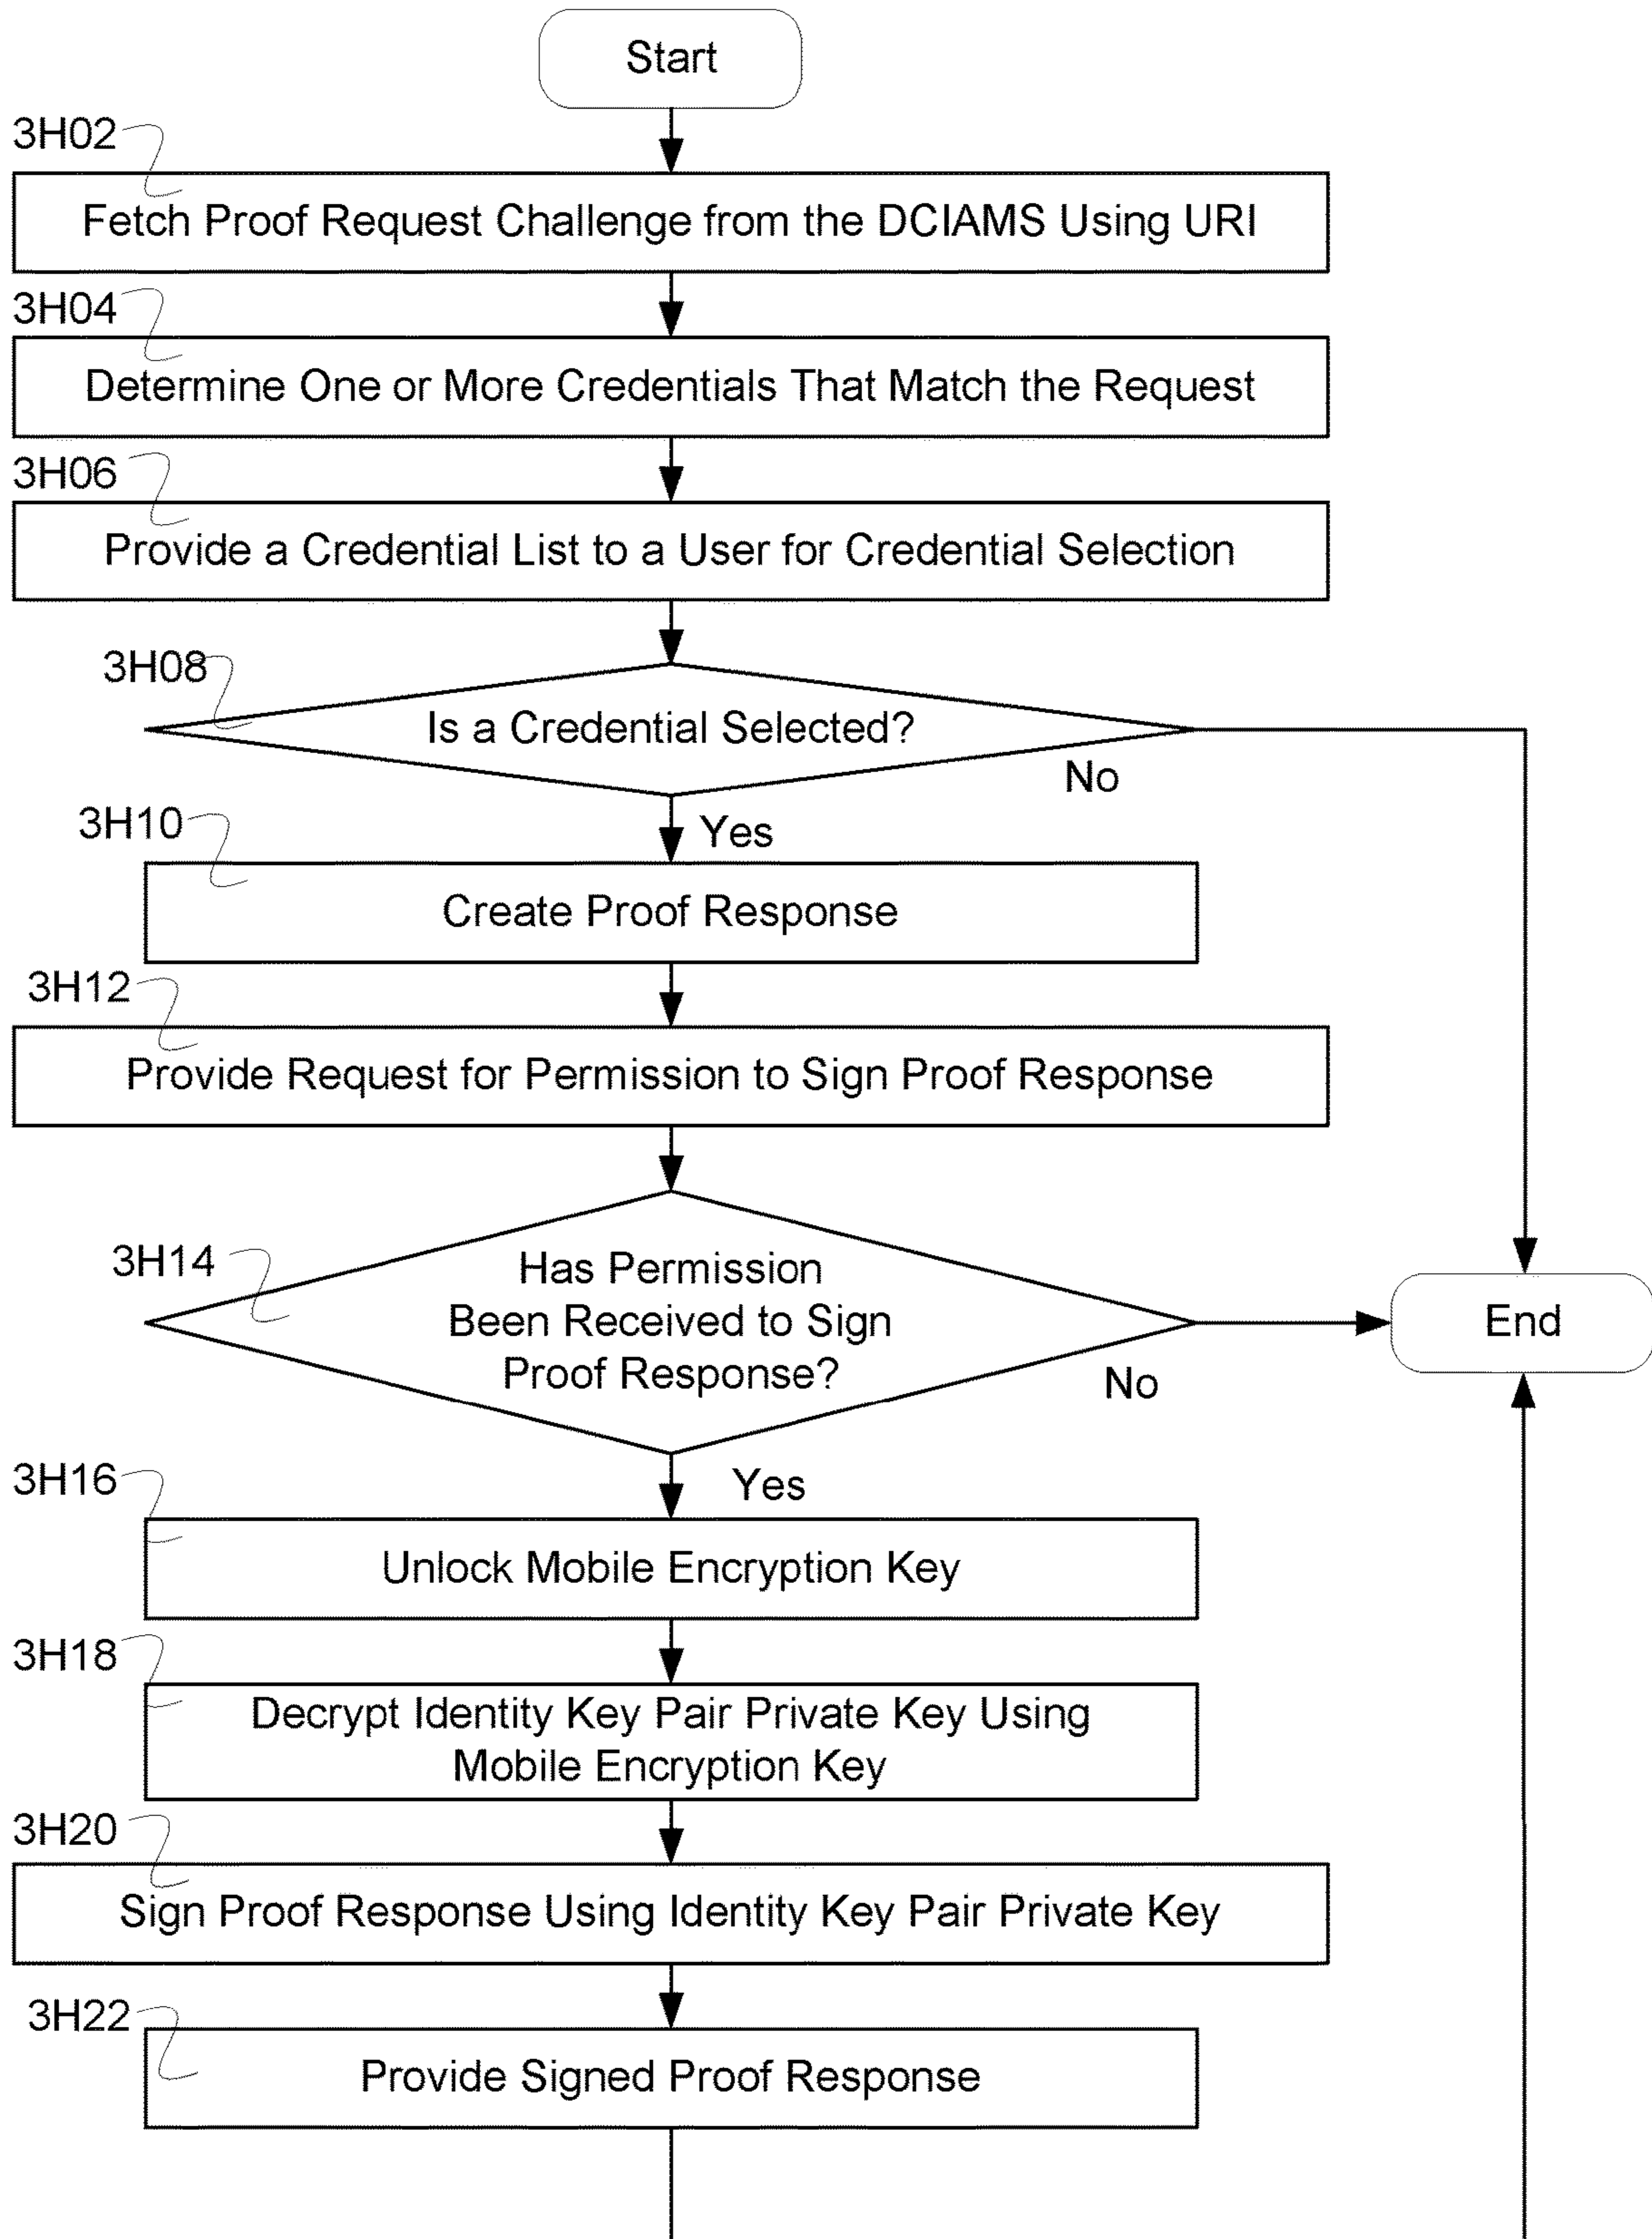 Start
3H02
Fetch Proof Request Challenge from the DCIAMS Using URI
3H04
Determine One or More Credentials That Match the Request
3H06
Provide a Credential List to a User for Credential Selection
3H08
Is a Credential Selected?
No
3H10
Yes
Create Proof Response
3H12
Provide Request for Permission to Sign Proof Response
3H14
Has Permission
Been Received to Sign
Proof Response?
End
No
3H16
Yes
Unlock Mobile Encryption Key
3H18
Decrypt Identity Key Pair Private Key Using
Mobile Encryption Key
3H20
Sign Proof Response Using Identity Key Pair Private Key
3H22
Provide Signed Proof Response